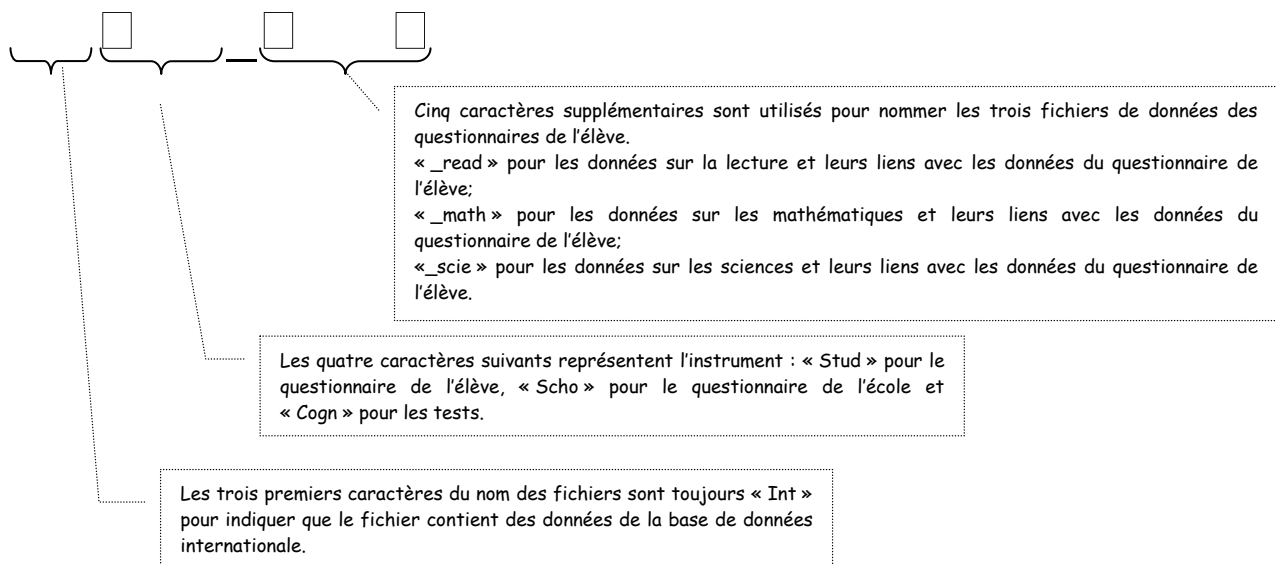 Cinq caractères supplémentaires sont utilisés pour nommer les trois fichiers de données des
questionnaires de l'élève.
« _read » pour les données sur la lecture et leurs liens avec les données du questionnaire de
l'élève;
« _math » pour les données sur les mathématiques et leurs liens avec les données du
questionnaire de l'élève;
«_scie » pour les données sur les sciences et leurs liens avec les données du questionnaire de
l'élève.
Les quatre caractères suivants représentent l'instrument : « Stud » pour le
questionnaire de l'élève, « Scho » pour le questionnaire de l'école et
« Cogn » pour les tests.
Les trois premiers caractères du nom des fichiers sont toujours « Int »
pour indiquer que le fichier contient des données de la base de données
internationale.